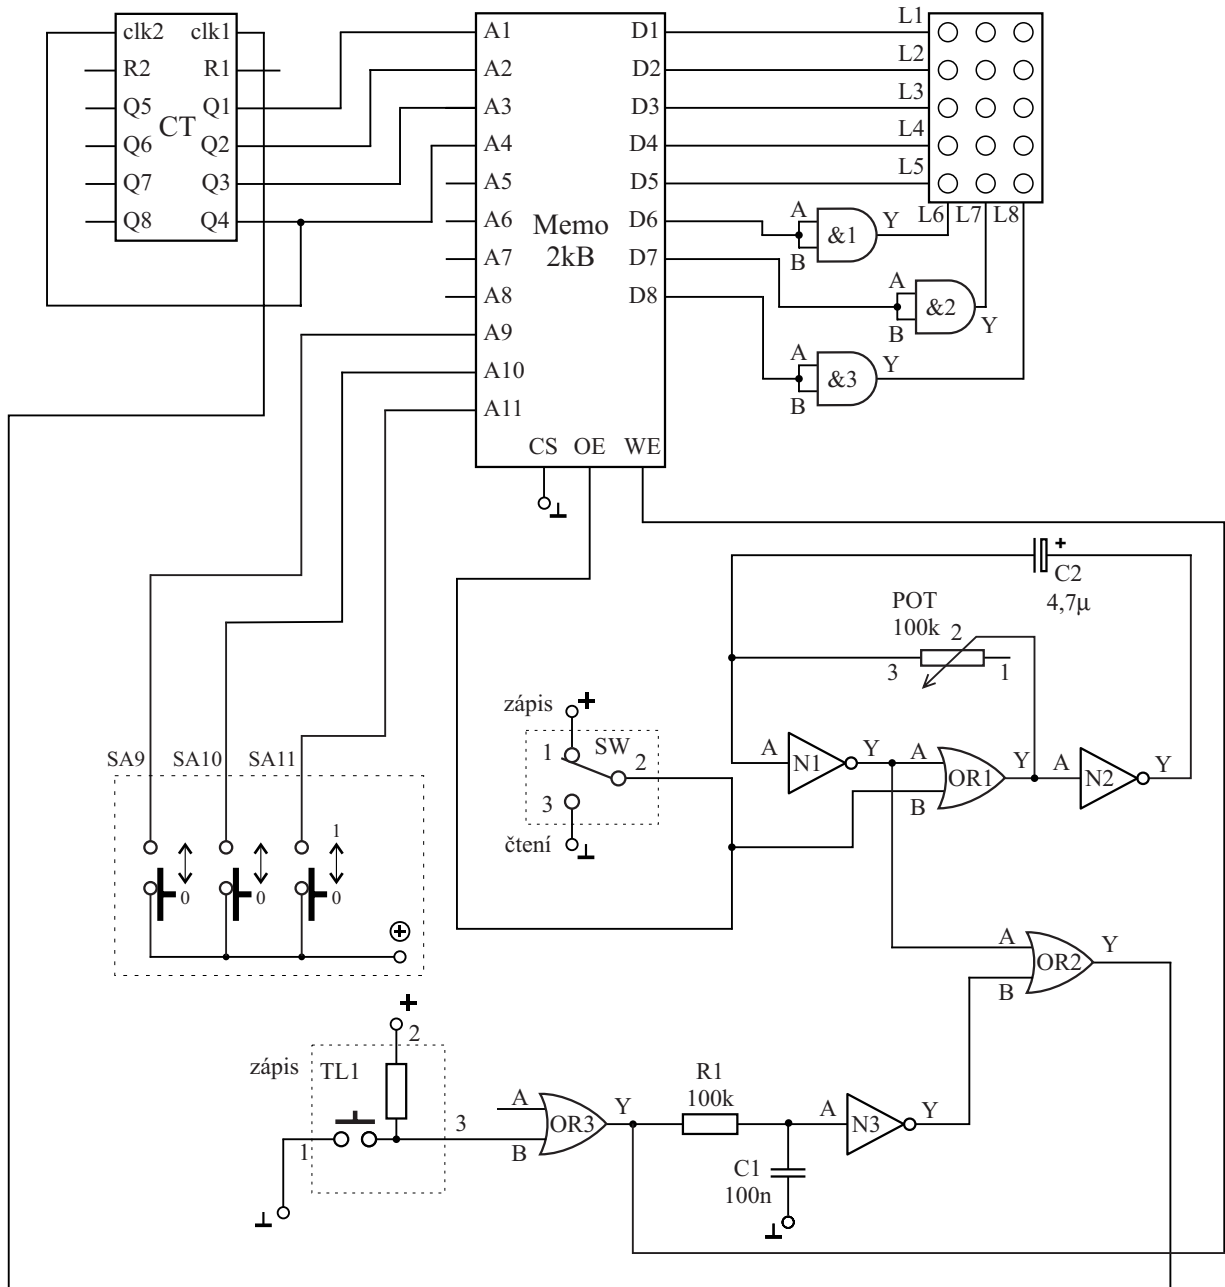 clk2 clk1
R2 R1
Q5 Q1
CT
Q6 Q2
Q7 Q3
Q8 Q4
A1 D1
A2 D2
A3 D3
A4 D4
A5 D5
A6 D6
A7 D7
A8 D8
A9
A10
A11
Memo
2kB
CS OE WE
L1
L2
L3
L4
L5
L6 L7 L8
A
B
&1
Y
A
B
&2
Y
A
B
&3
Y
+
C2
4,7µ
POT
100k
2
3
1
zápis
+
SW
1
2
3
čtení
A
N1
Y
A
B
OR1
Y
A
N2
Y
SA9 SA10 SA11
1
0
0
0
+
A
B
OR2
Y
+
2
zápis
TL1
3
1
A
B
OR3
Y
R1
100k
C1
100n
A
N3
Y